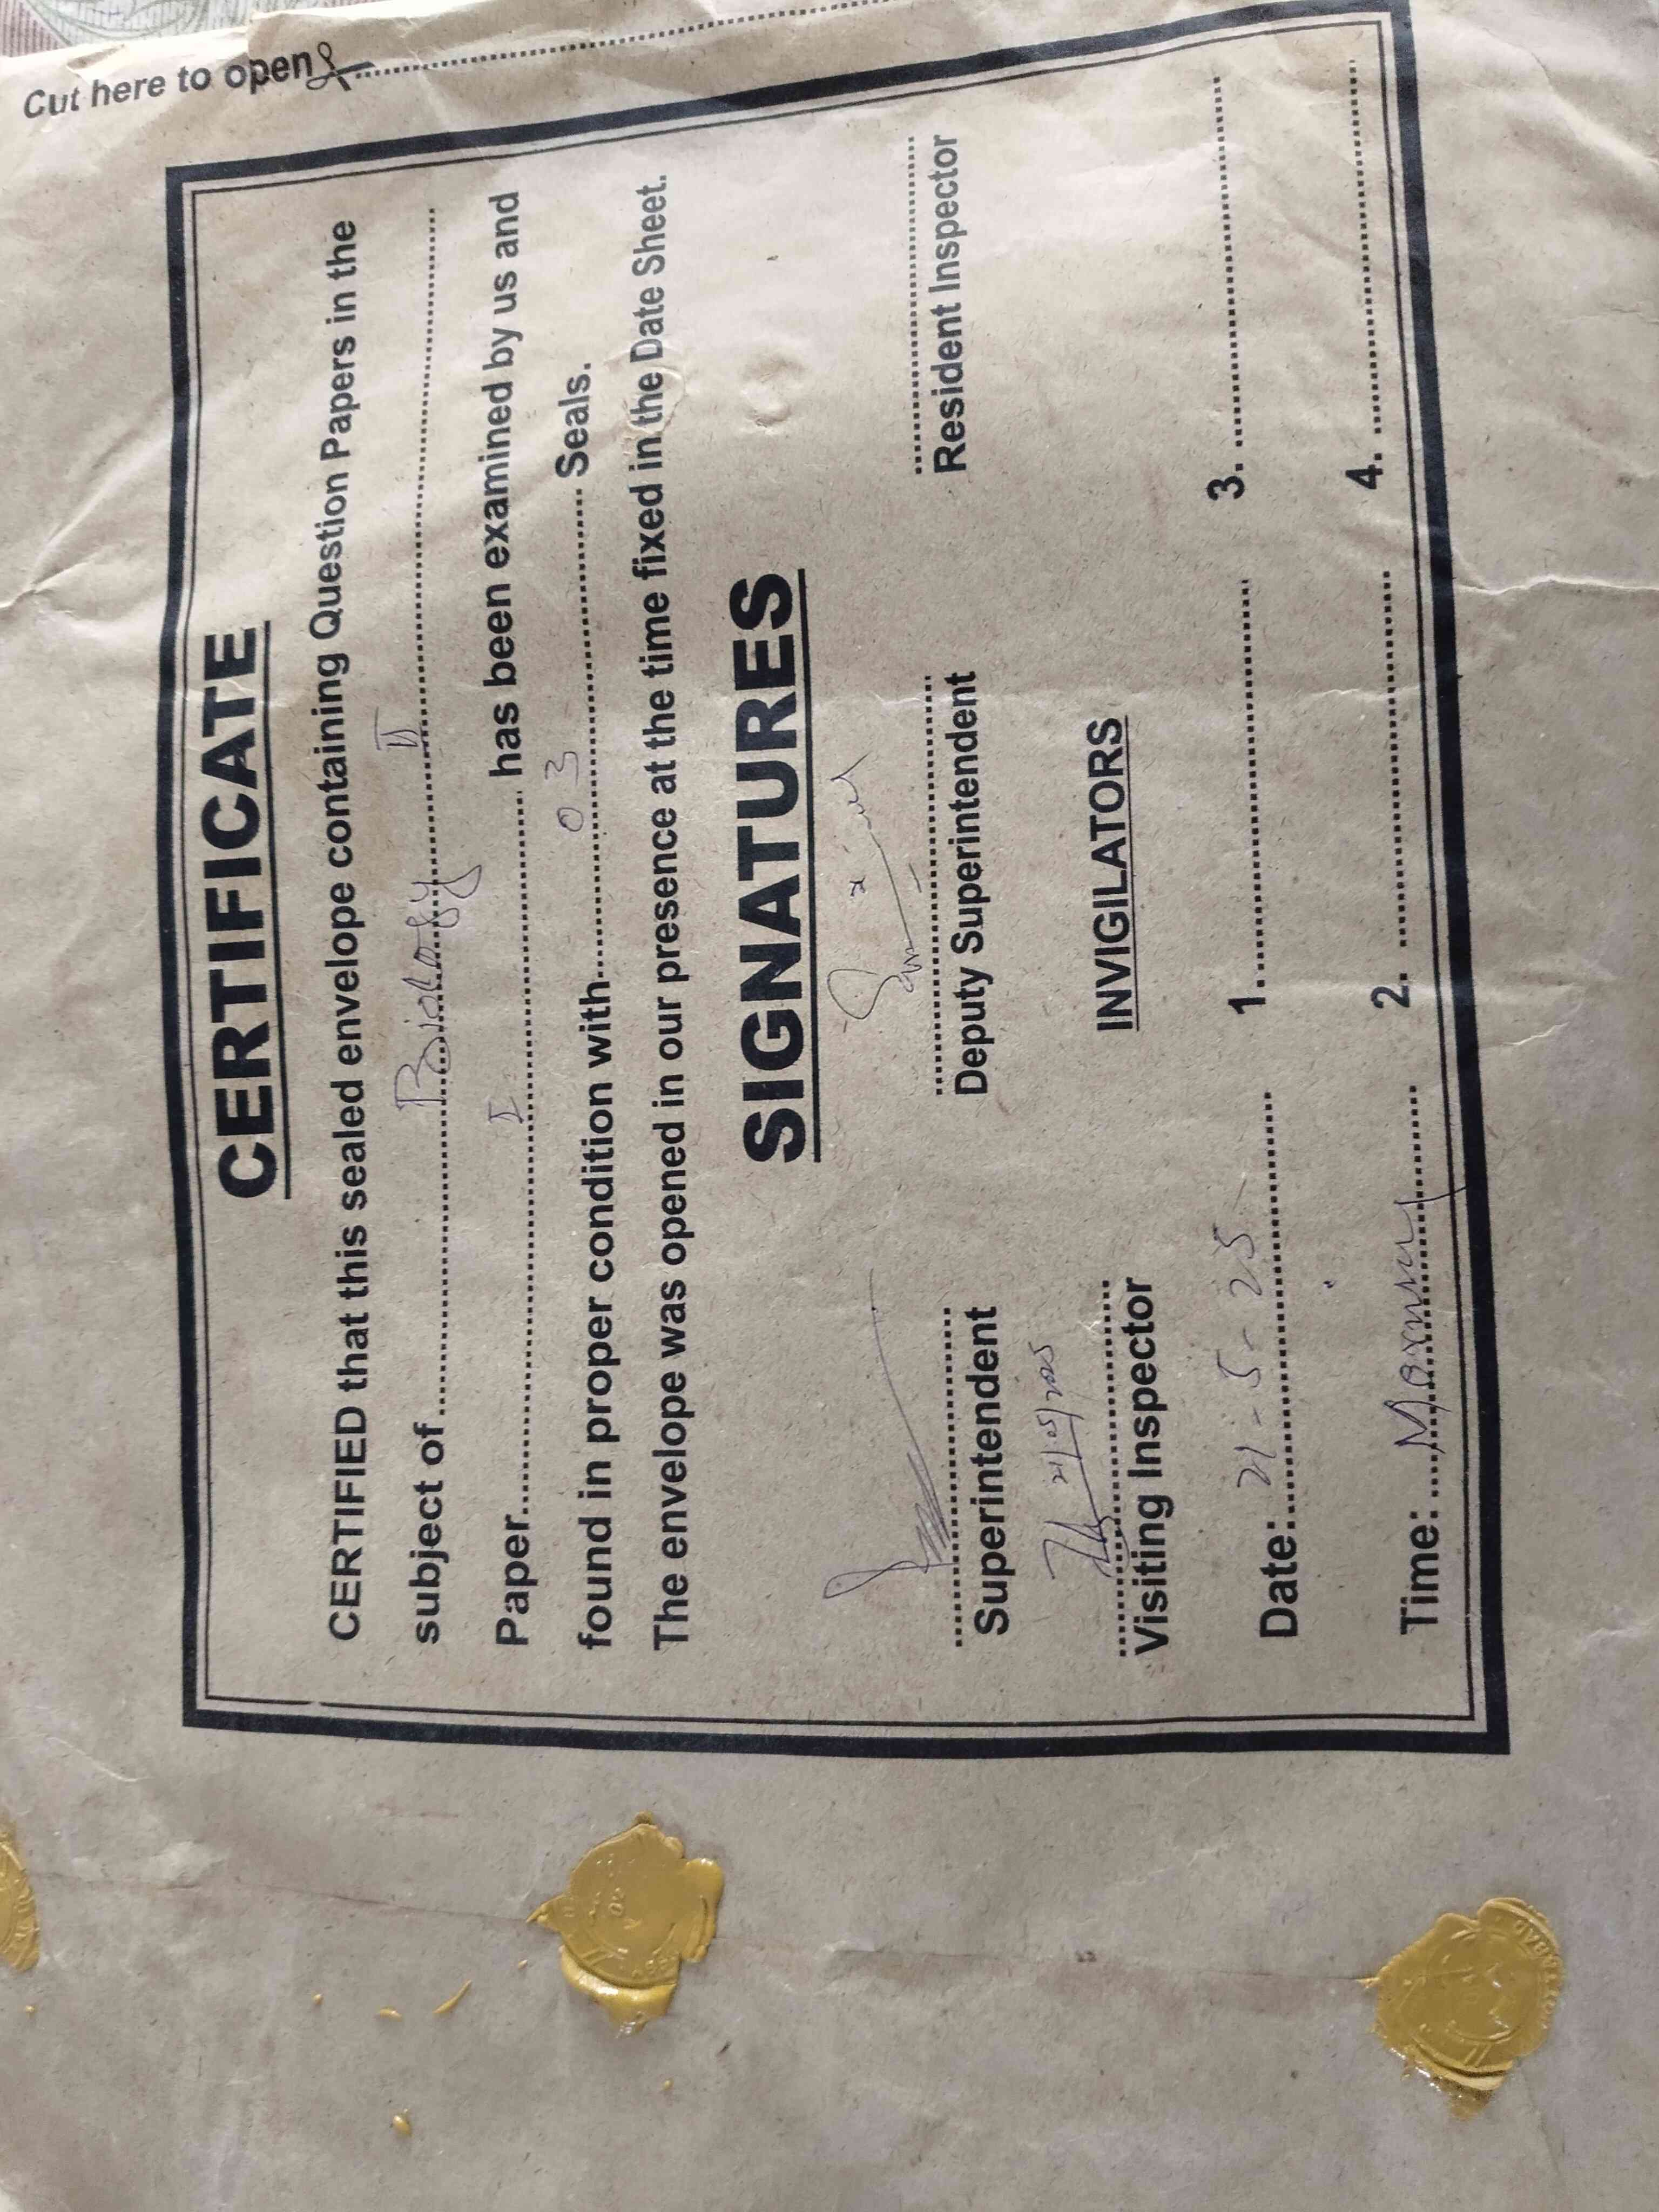 Cut here to open
CERTIFICATE
CERTIFIED that this sealed envelope containing Question Papers in the
subject of Biology II
Paper I has been examined by us and
found in proper condition with 03 Seals.
The envelope was opened in our presence at the time fixed in the Date Sheet.
SIGNATURES
Superintendent Deputy Superintendent Resident Inspector
21/05/2025
Visiting Inspector
INVIGILATORS
Date: 21-5-25 1. 3.
Time: 2. 4.